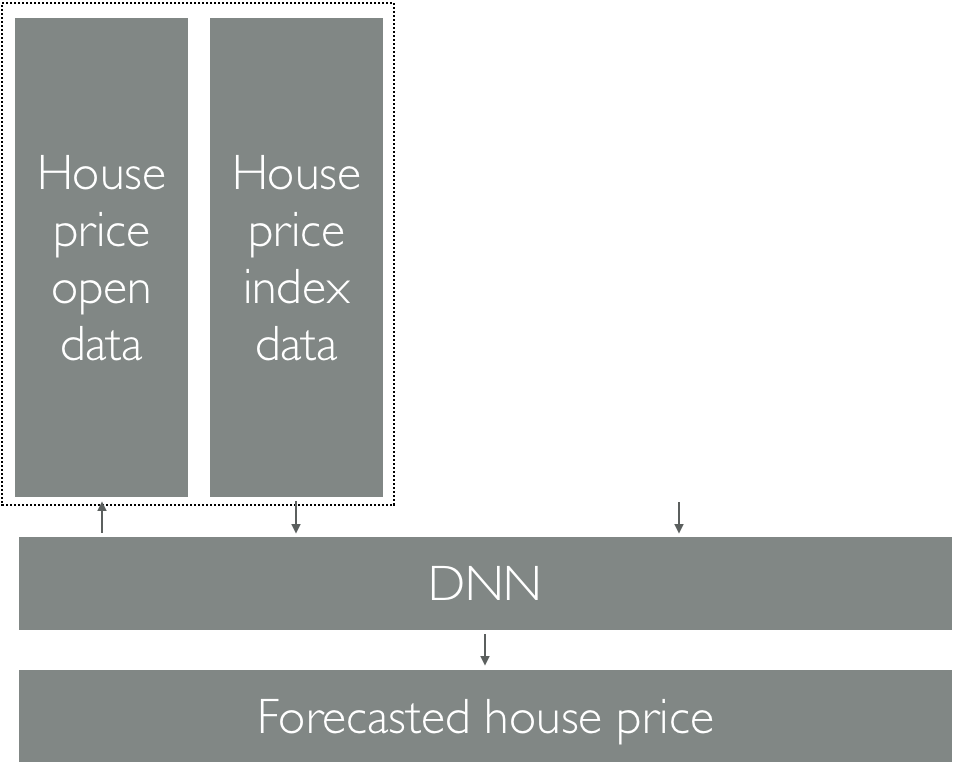 House
price
open
data
House
price
index
data
DNN
Forecasted house price